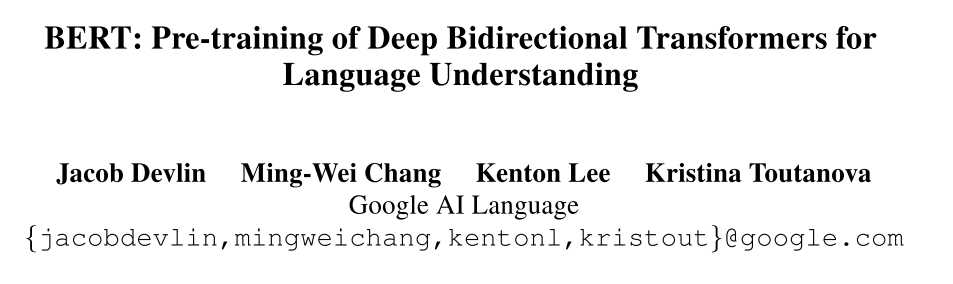 BERT: Pre-training of Deep Bidirectional Transformers for
Language Understanding
Jacob Devlin Ming-Wei Chang Kenton Lee Kristina Toutanova
Google AI Language
{jacobdevlin,mingweichang,kentonl,kristout}@google.com